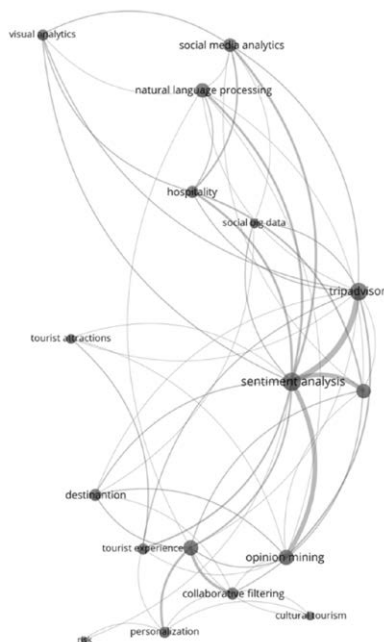 visual analytics
social media analytics
natural language processing
hospitality
social big data
tripadvisor
tourist attractions
sentiment analysis
destinantion
tourist experience
opinion mining
collaborative filtering
cultural tourism
personalization